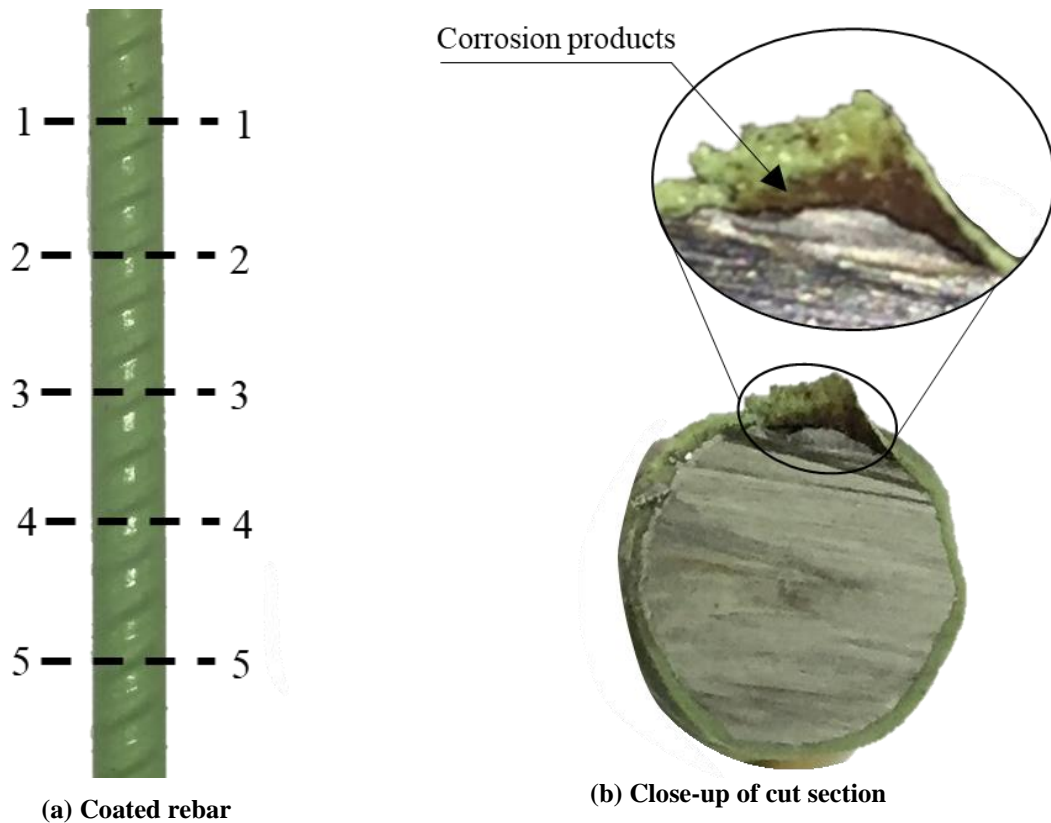 Corrosion products
1 1
2 2
3 3
4 4
5 5
(a) Coated rebar
(b) Close-up of cut section